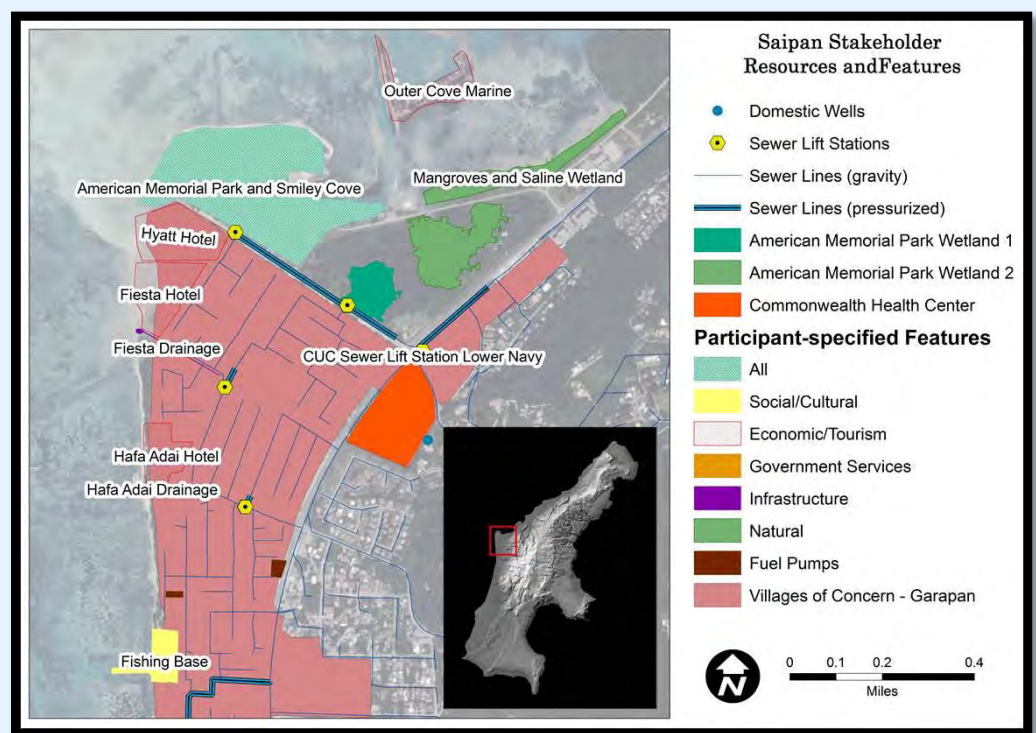 Saipan Stakeholder
Resources andFeatures
Domestic Wells
Sewer Lift Stations
Sewer Lines (gravity)
Sewer Lines (pressurized)
American Memorial Park Wetland 1
American Memorial Park Wetland 2
Commonwealth Health Center
Participant-specified Features
All
Social/Cultural
Economic/Tourism
Government Services
Infrastructure
Natural
Fuel Pumps
Villages of Concern - Garapan
N
0 0.1 0.2 0.4
Miles
Outer Cove Marine
American Memorial Park and Smiley Cove
Mangroves and Saline Wetland
Hyatt Hotel
Fiesta Hotel
Fiesta Drainage
CUC Sewer Lift Station Lower Navy
Hafa Adai Hotel
Hafa Adai Drainage
Fishing Base